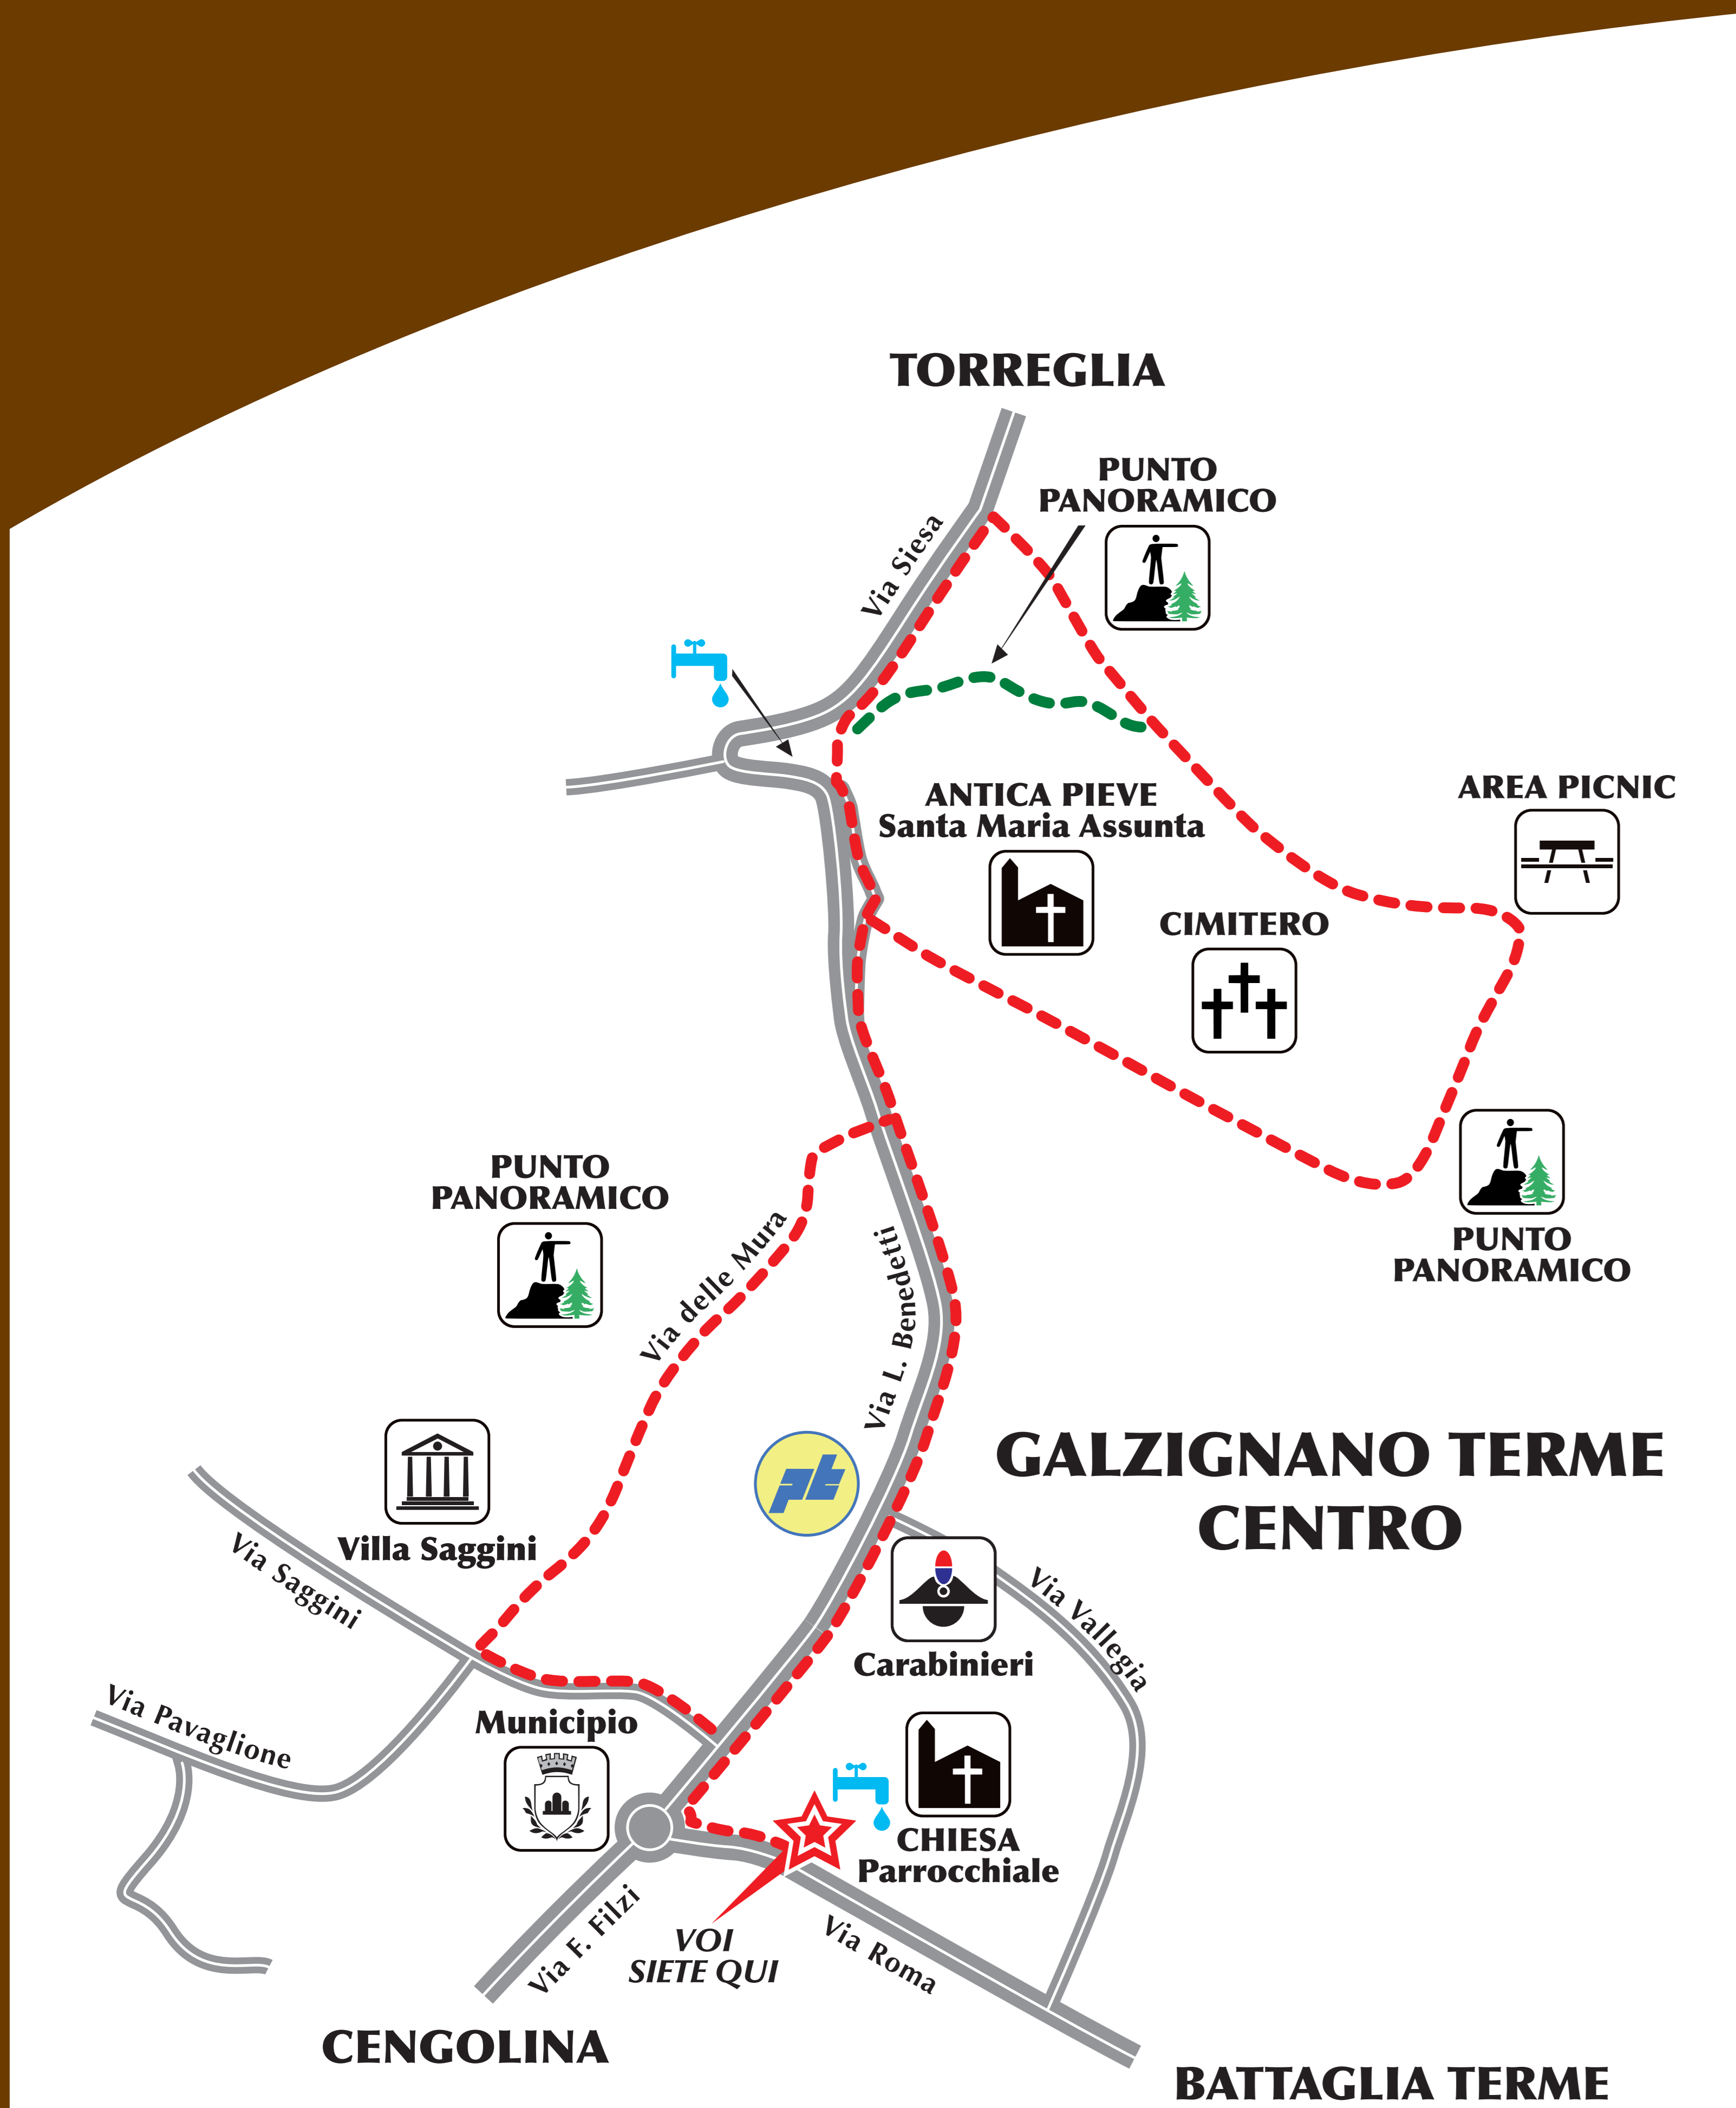 TORREGLIA
PUNTO
PANORAMICO
Via Siesa
ANTICA PIEVE
Santa Maria Assunta
AREA PICNIC
CIMITERO
PUNTO
PANORAMICO
PUNTO
PANORAMICO
Via delle Mura
Via L. Benedetti
GALZIGNANO TERME
CENTRO
pt
Villa Saggini
Via Saggini
Carabinieri
Via Vallegia
Via Pavaglione
Municipio
CHIESA
Parrocchiale
VOI
SIETE QUI
Via F. Filzi
Via Roma
CENGOLINA
BATTAGLIA TERME